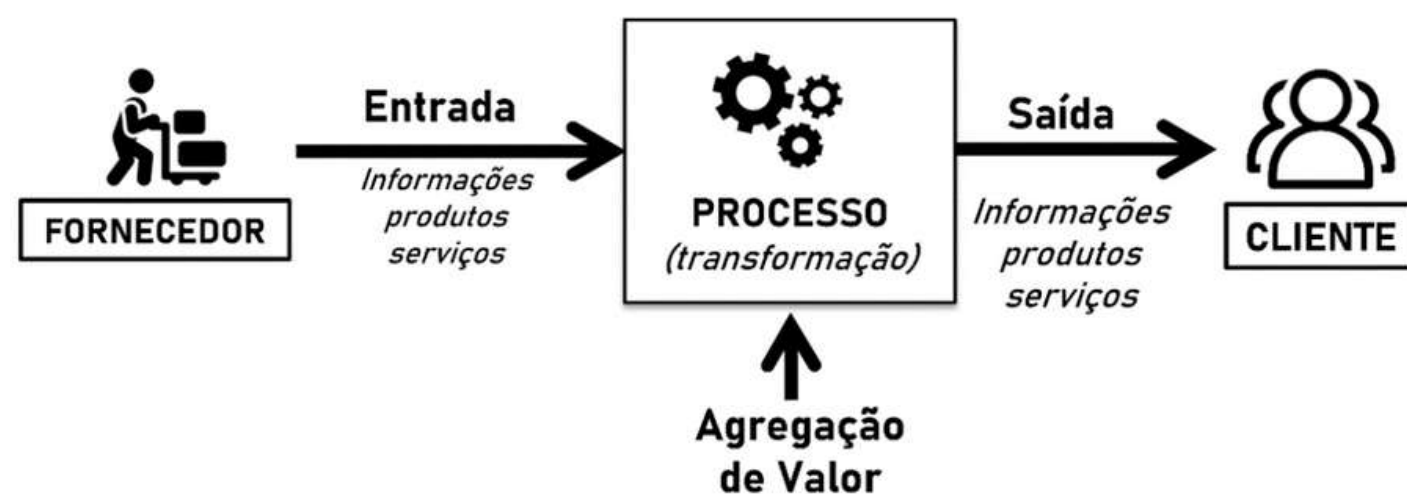 FORNECEDOR
Entrada
Informações
produtos
serviços
PROCESSO
(transformação)
Agregação
de Valor
Saída
Informações
produtos
serviços
CLIENTE